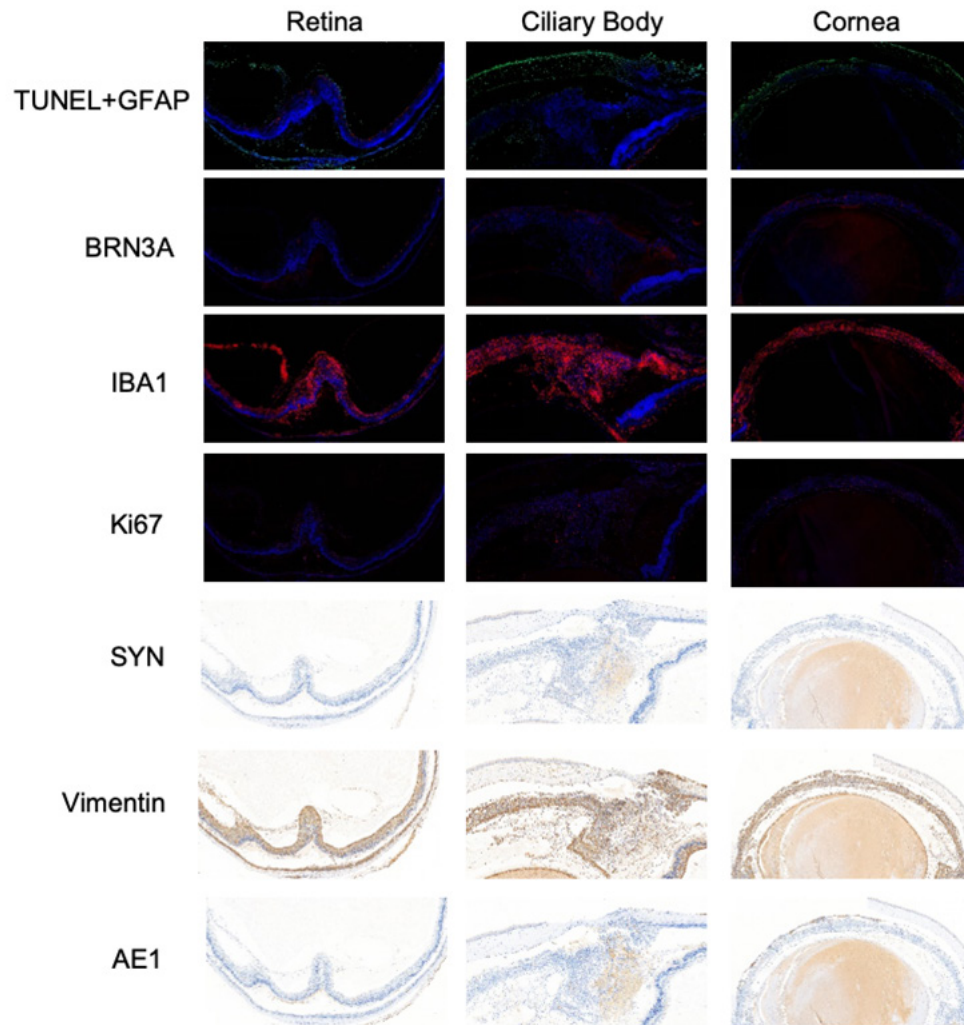 Retina Ciliary Body Cornea
TUNEL+GFAP
BRN3A
IBA1
Ki67
SYN
Vimentin
AE1